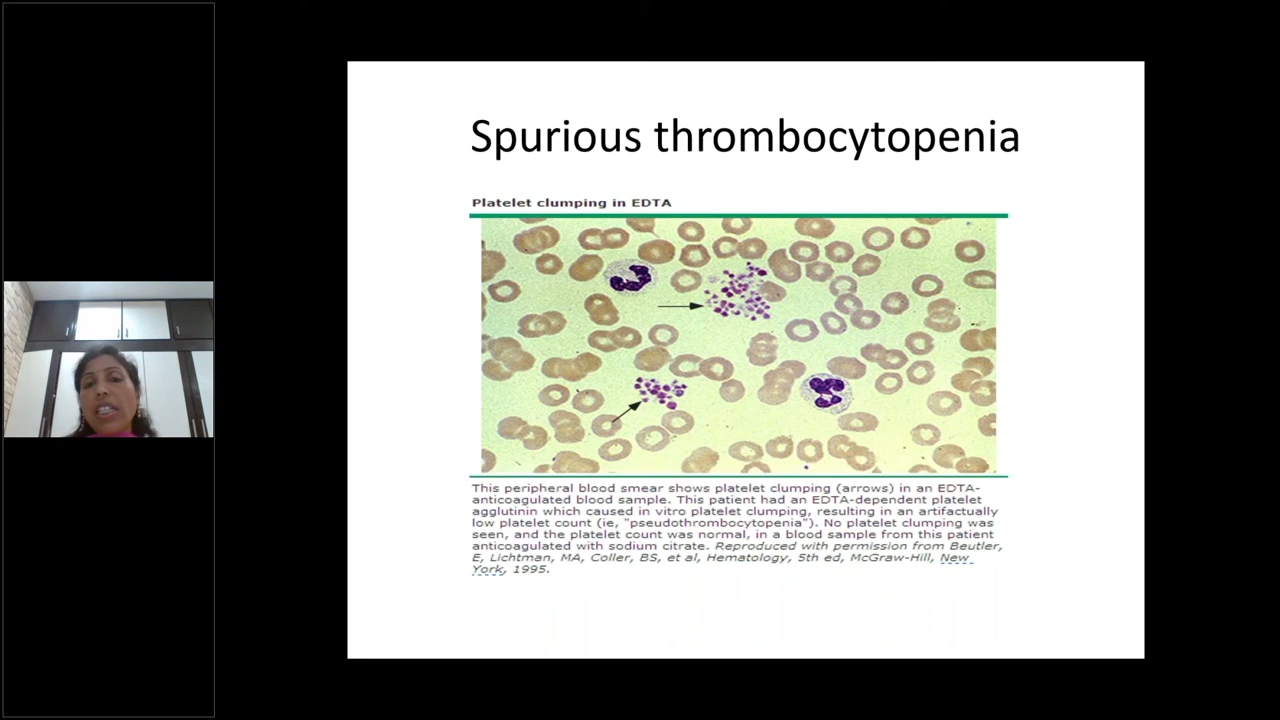 Spurious thrombocytopenia
Platelet clumping in EDTA
This peripheral blood smear shows platelet clumping (arrows) in an EDTA-
anticoagulated blood sample. This patient had an EDTA-dependent platelet
agglutinin which caused in vitro platelet clumping, resulting in an artifactually
low platelet count (ie, "pseudothrombocytopenia"). No platelet clumping was
seen, and the platelet count was normal, in a blood sample from this patient
anticoagulated with sodium citrate. Reproduced with permission from Beutler,
E, Lichtman, MA, Coller, BS, et al, Hematology, 5th ed, McGraw-Hill, New
York, 1995.